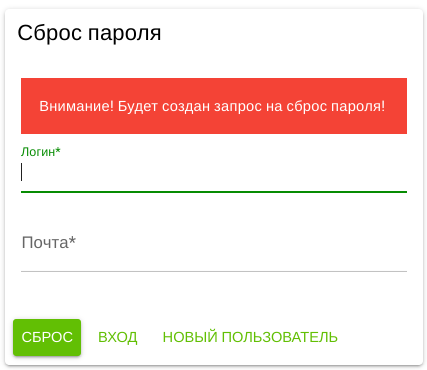 Сброс пароля
Внимание! Будет создан запрос на сброс пароля!
Логин*
Почта*
СБРОС ВХОД НОВЫЙ ПОЛЬЗОВАТЕЛЬ